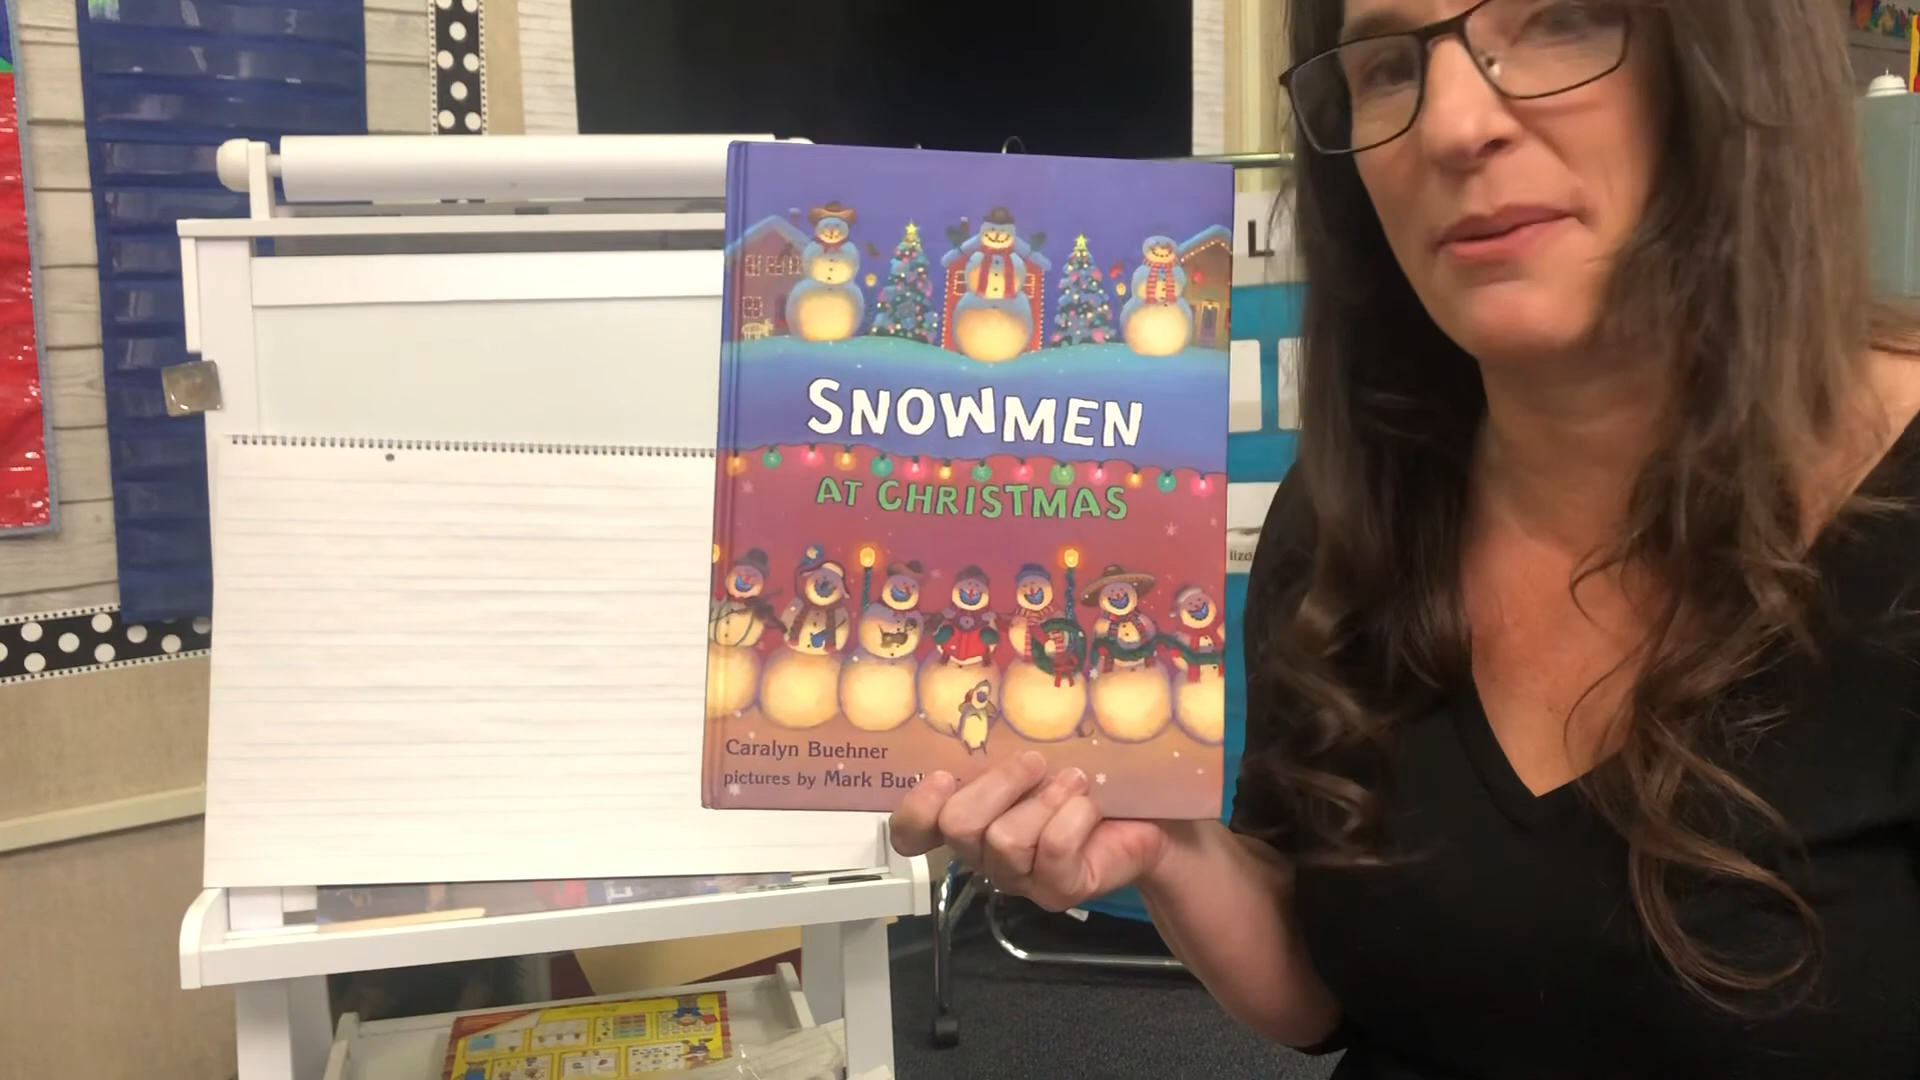 SNOWMEN
AT CHRISTMAS
Caralyn Buehner
pictures by Mark
L